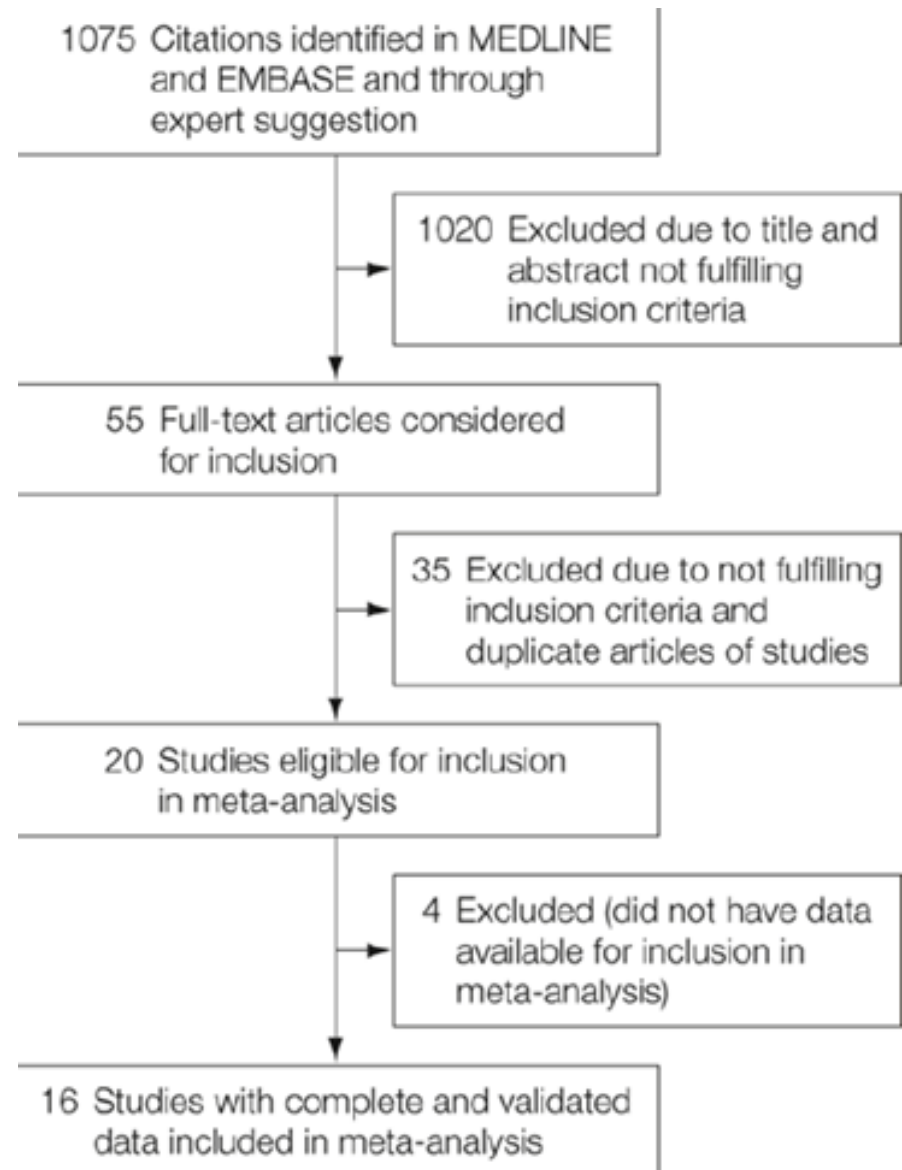 1075 Citations identified in MEDLINE
and EMBASE and through
expert suggestion
1020 Excluded due to title and
abstract not fulfilling
inclusion criteria
55 Full-text articles considered
for inclusion
35 Excluded due to not fulfilling
inclusion criteria and
duplicate articles of studies
20 Studies eligible for inclusion
in meta-analysis
4 Excluded (did not have data
available for inclusion in
meta-analysis)
16 Studies with complete and validated
data included in meta-analysis